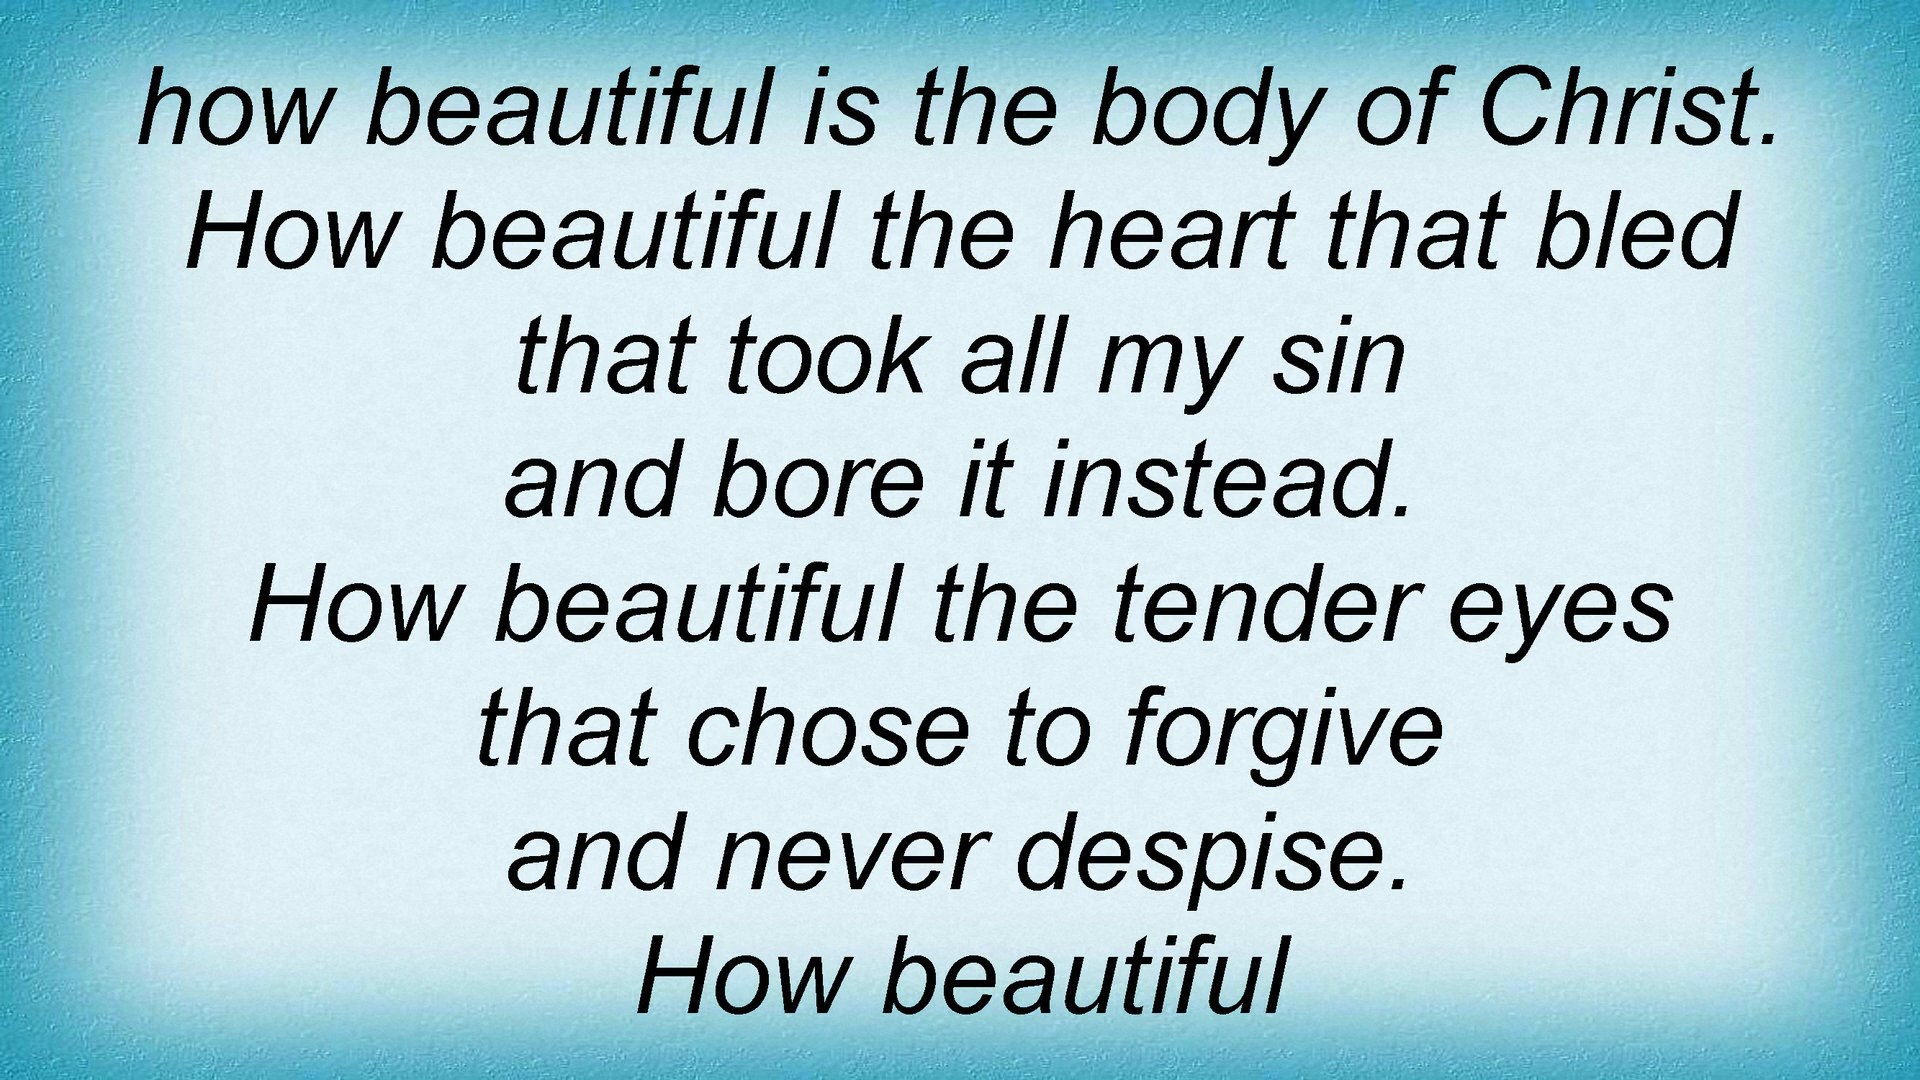 how beautiful is the body of Christ.
How beautiful the heart that bled
that took all my sin
and bore it instead.
How beautiful the tender eyes
that chose to forgive
and never despise.
How beautiful